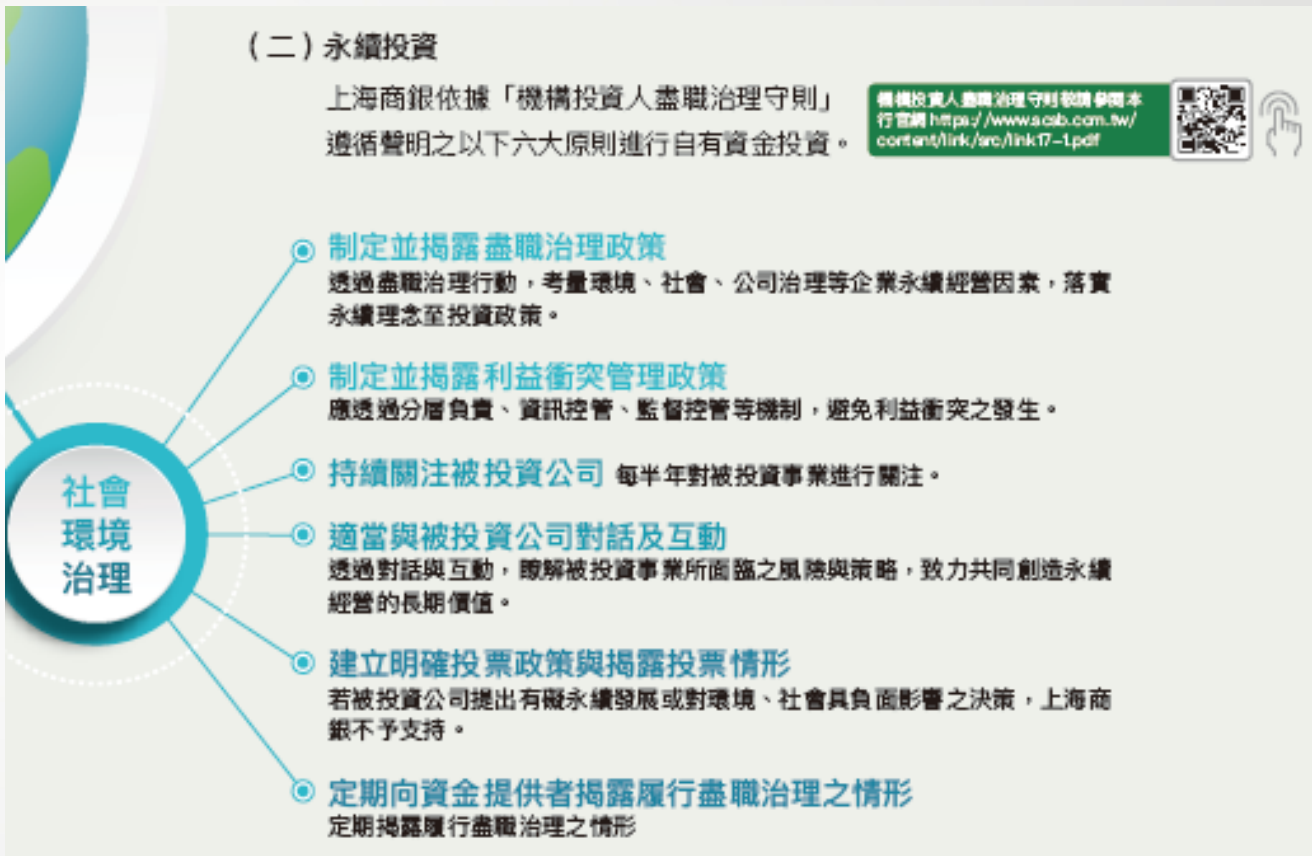 (二)永續投資
上海商銀依據「機構投資人盡職治理守則」
遵循聲明之以下六大原則進行自有資金投資。
機構投資人盡職治理守則敬請參閱本
行官網 https://www.scsb.com.tw/
content/link/src/link17-1.pdf
制定並揭露盡職治理政策
透過盡職治理行動，考量環境、社會、公司治理等企業永續經營因素，落實
永續理念至投資政策。
制定並揭露利益衝突管理政策
應透過分層負責、資訊控管、監督控管等機制，避免利益衝突之發生。
持續關注被投資公司 每半年對被投資事業進行關注。
社會
環境
治理
適當與被投資公司對話及互動
透過對話與互動，瞭解被投資事業所面臨之風險與策略，致力共同創造永續
經營的長期價值。
建立明確投票政策與揭露投票情形
若被投資公司提出有礙永續發展或對環境、社會具負面影響之決策，上海商
銀不予支持。
定期向資金提供者揭露履行盡職治理之情形
定期揭露履行盡職治理之情形